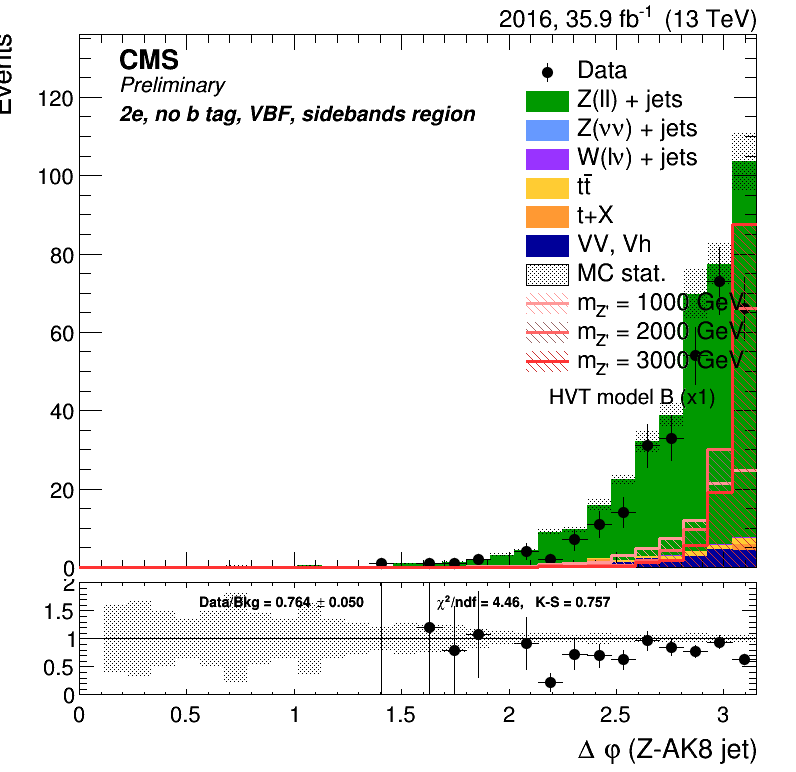 2016, 35.9 fb⁻¹ (13 TeV)
Events
CMS
Preliminary
2e, no b tag, VBF, sidebands region
Data
Z(ll) + jets
Z(νν) + jets
W(lν) + jets
tt̄
t+X
VV, Vh
MC stat.
m_Z' = 1000 GeV
m_Z' = 2000 GeV
m_Z' = 3000 GeV
HVT model B (x1)
120
100
80
60
40
20
0
2
1.5
1
0.5
0
Data/Bkg = 0.764 ± 0.050
χ²/ndf = 4.46, K-S = 0.757
0 0.5 1 1.5 2 2.5 3
Δ φ (Z-AK8 jet)